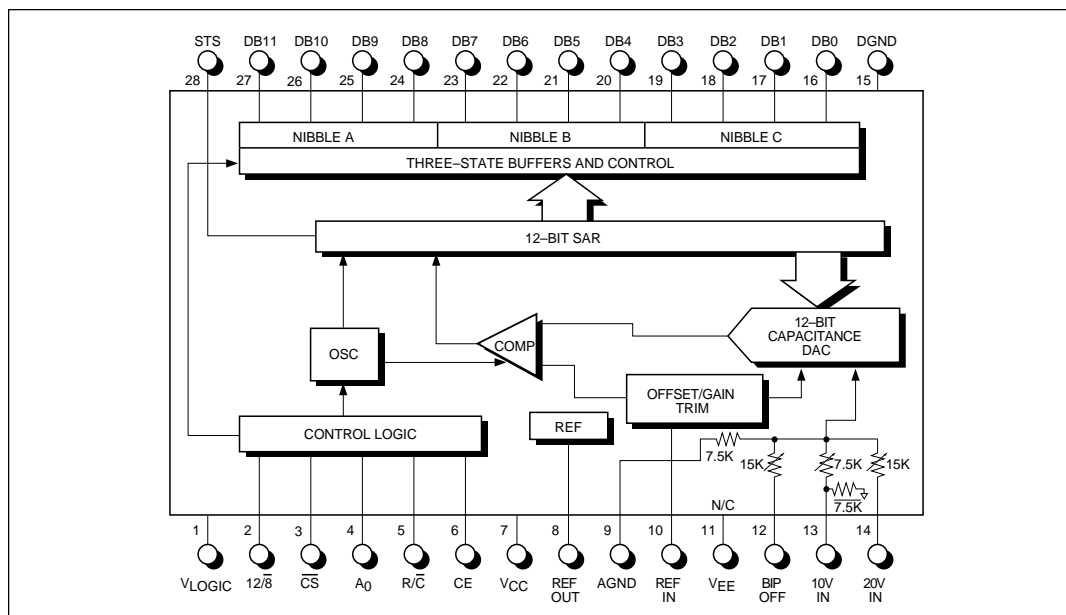 STS DB11 DB10 DB9 DB8 DB7 DB6 DB5 DB4 DB3 DB2 DB1 DB0 DGND
28 27 26 25 24 23 22 21 20 19 18 17 16 15
NIBBLE A NIBBLE B NIBBLE C
THREE–STATE BUFFERS AND CONTROL
12–BIT SAR
12–BIT
CAPACITANCE
DAC
COMP
OSC
OFFSET/GAIN
TRIM
REF
CONTROL LOGIC
7.5K
15K 7.5K 15K
7.5K
N/C
1 2 3 4 5 6 7 8 9 10 11 12 13 14
VLOGIC 12/8̅ C̅S̅ A0 R/C̅ CE VCC REF OUT AGND REF IN VEE BIP OFF 10V IN 20V IN